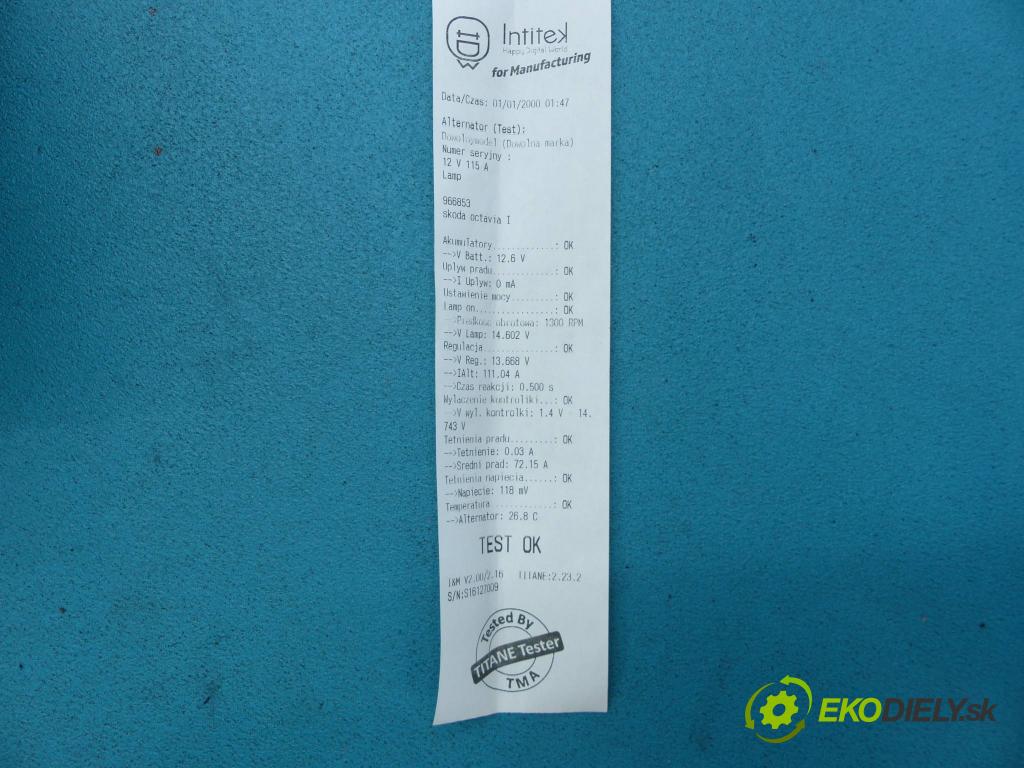 Intitek
Happy Digital World
for Manufacturing
Data/Czas: 01/01/2000 01:47
Alternator (Test):
Dowolnymodel (Dowolna marka)
Numer seryjny :
12 V 115 A
Lamp
966853
skoda octavia I
Akumulatory............: OK
-->V Batt.: 12.6 V
Uplyw pradu............: OK
-->I Uplyw: 0 mA
Ustawienie mocy........: OK
Lamp on................: OK
-->Predkosc obrotowa: 1300 RPM
-->V Lamp: 14.602 V
Regulacja..............: OK
-->V Reg.: 13.668 V
-->IAlt: 111.04 A
-->Czas reakcji: 0.500 s
Wylaczenie kontrolki...: OK
-->V wyl. kontrolki: 1.4 V - 14.
743 V
Tetnienia pradu.........: OK
-->Tetnienie: 0.03 A
-->Sredni prad: 72.15 A
Tetnienia napiecia......: OK
-->Napiecie: 118 mV
Temperatura............: OK
-->Alternator: 26.8 C
TEST OK
I&M V2.00/2.16 TITANE:2.23.2
S/N:S16127009
Tested By
TITANE Tester
TMA
EKODIELY.sk